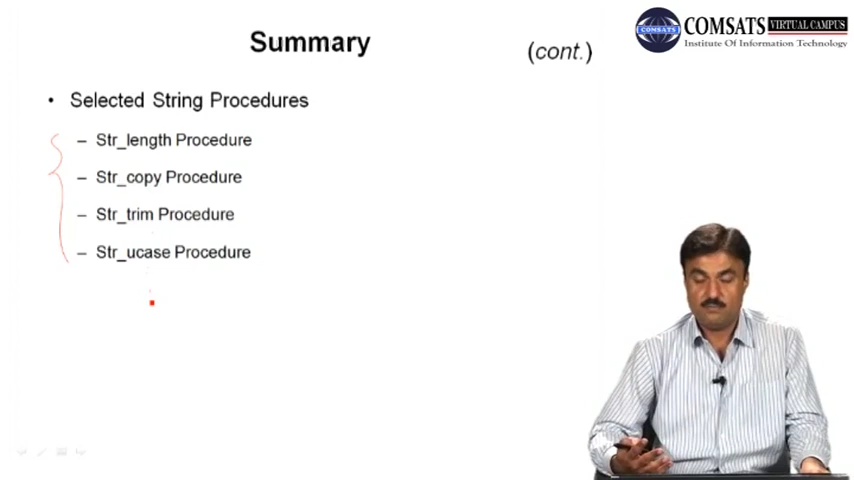 Summary
(cont.)
COMSATS
COMSATS VIRTUAL CAMPUS
Institute Of Information Technology
• Selected String Procedures
– Str_length Procedure
– Str_copy Procedure
– Str_trim Procedure
– Str_ucase Procedure